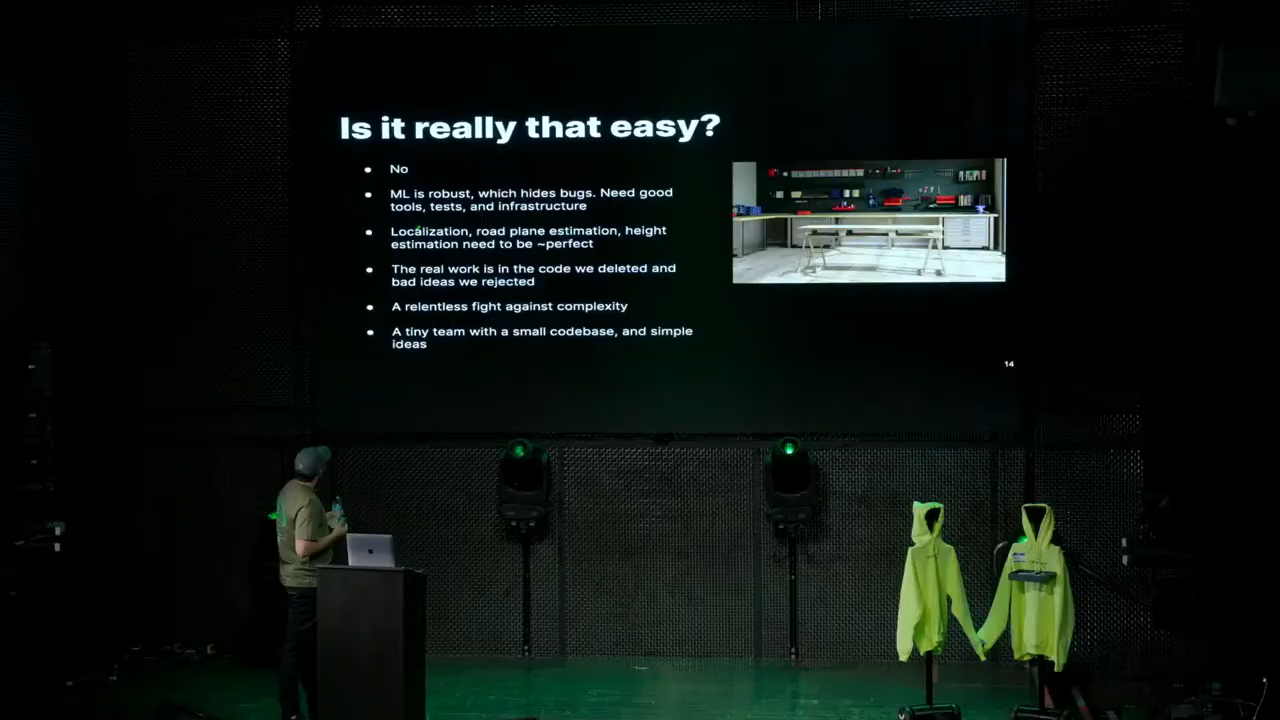 Is it really that easy?
No
ML is robust, which hides bugs. Need good
tools, tests, and infrastructure
Localization, road plane estimation, height
estimation need to be ~perfect
The real work is in the code we deleted and
bad ideas we rejected
A relentless fight against complexity
A tiny team with a small codebase, and simple
ideas
14